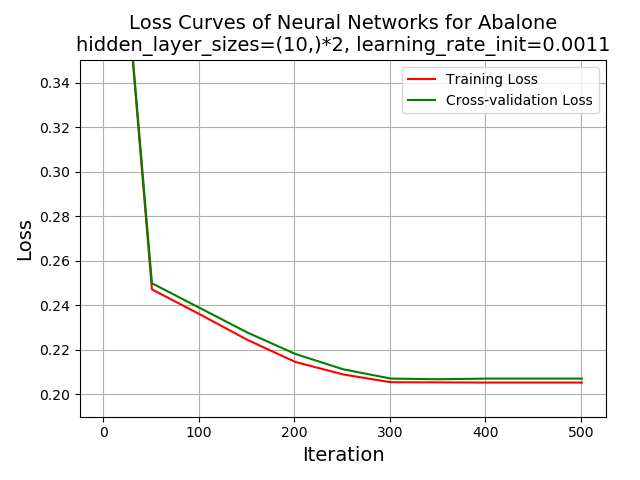 Loss Curves of Neural Networks for Abalone
hidden_layer_sizes=(10,)*2, learning_rate_init=0.0011
Training Loss
Cross-validation Loss
Loss
0.34
0.32
0.30
0.28
0.26
0.24
0.22
0.20
0 100 200 300 400 500
Iteration